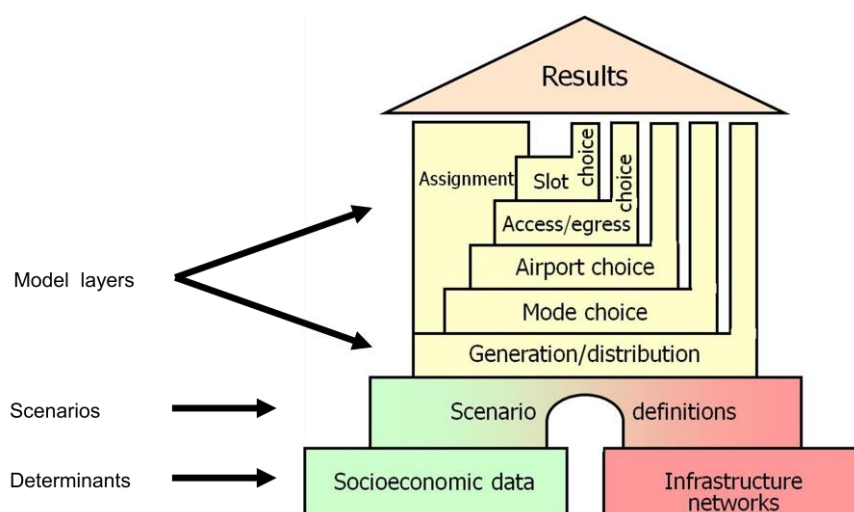 Results
choice
choice
Assignment
Slot
Access/egress
Airport choice
Model layers
Mode choice
Generation/distribution
Scenarios
Scenario definitions
Determinants
Socioeconomic data
Infrastructure
networks